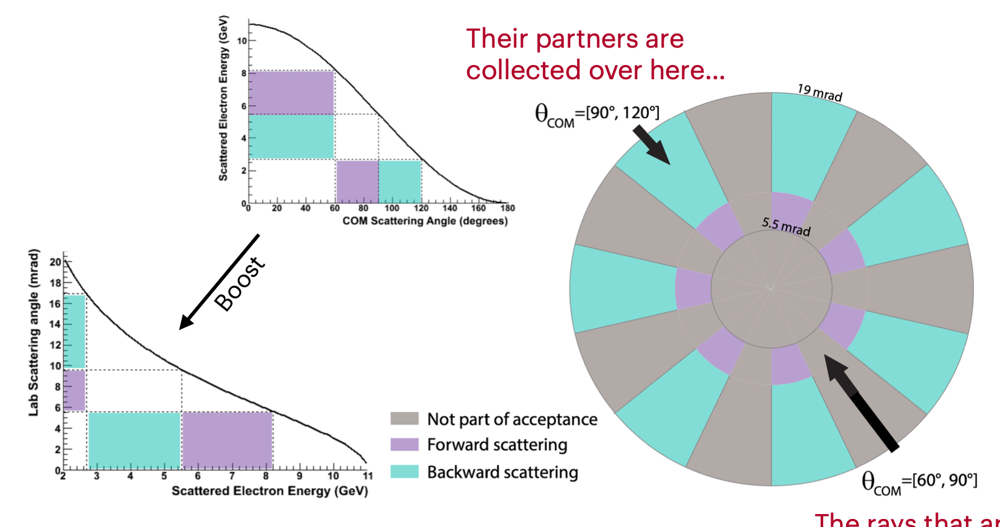 Their partners are
collected over here...
Scattered Electron Energy (GeV)
10
8
6
4
2
0
0 20 40 60 80 100 120 140 160 180
COM Scattering Angle (degrees)
θCOM=[90°, 120°]
19 mrad
5.5 mrad
Boost
Lab Scattering angle (mrad)
20
18
16
14
12
10
8
6
4
2
0
2 3 4 5 6 7 8 9 10 11
Scattered Electron Energy (GeV)
Not part of acceptance
Forward scattering
Backward scattering
θCOM=[60°, 90°]
The rays that